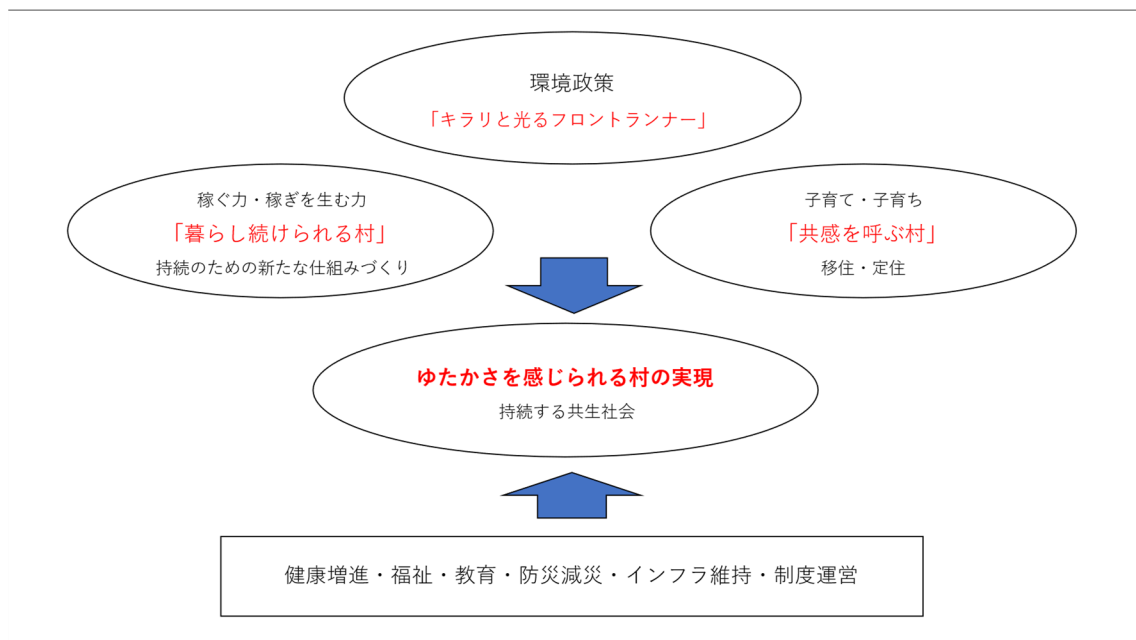 環境政策
「キラリと光るフロントランナー」
稼ぐ力・稼ぎを生む力
「暮らし続けられる村」
持続のための新たな仕組みづくり
子育て・子育ち
「共感を呼ぶ村」
移住・定住
ゆたかさを感じられる村の実現
持続する共生社会
健康増進・福祉・教育・防災減災・インフラ維持・制度運営